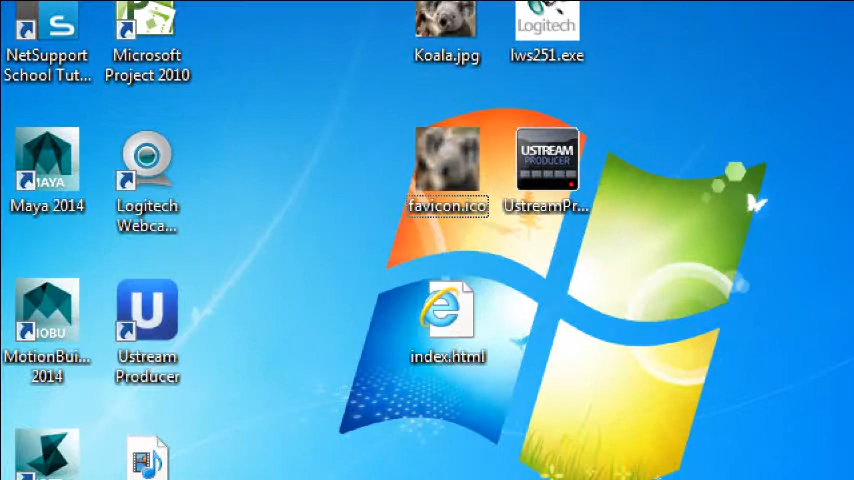 S
NetSupport
School Tut...
Microsoft
Project 2010
Koala.jpg
Logitech
lws251.exe
MAYA
Maya 2014
Logitech
Webca...
favicon.ico
USTREAM
PRODUCER
UstreamPr...
MOBU
MotionBui...
2014
U
Ustream
Producer
index.html